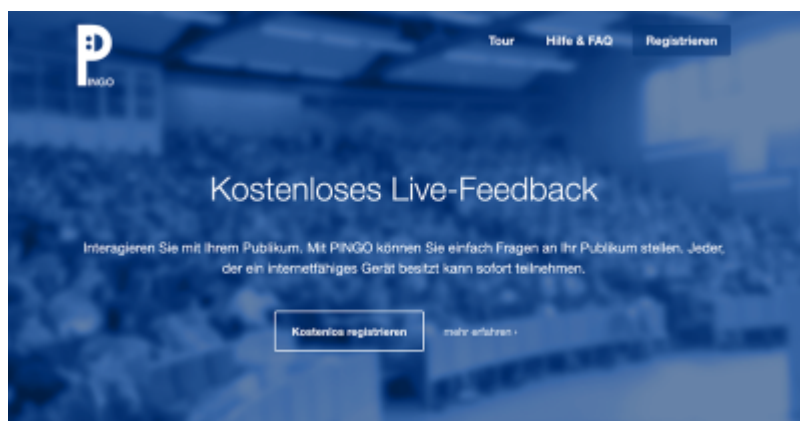 PINGO
Tour
Hilfe & FAQ
Registrieren
Kostenloses Live-Feedback
Interagieren Sie mit Ihrem Publikum. Mit PINGO können Sie einfach Fragen an Ihr Publikum stellen. Jeder,
der ein internetfähiges Gerät besitzt kann sofort teilnehmen.
Kostenlos registrieren
mehr erfahren ›